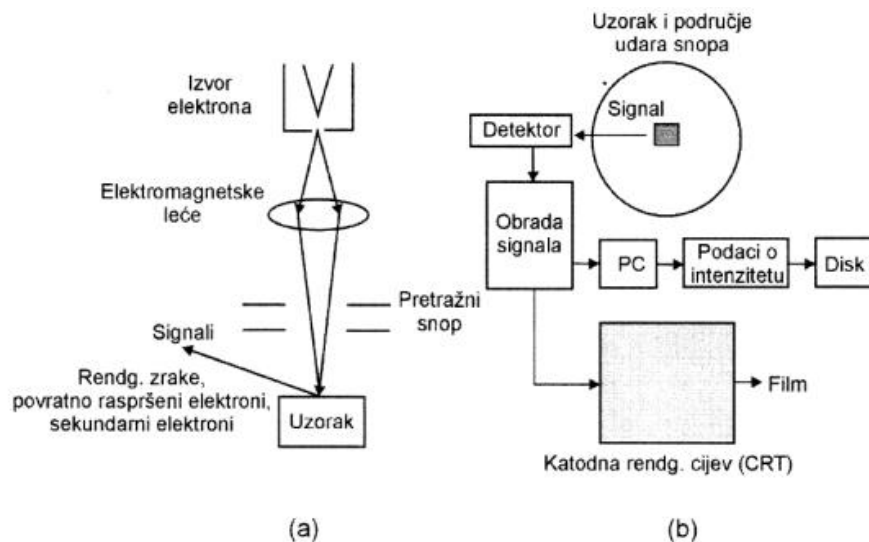 Izvor
elektrona
Elektromagnetske
leće
Pretražni
snop
Signali
Rendg. zrake,
povratno raspršeni elektroni,
sekundarni elektroni
Uzorak
(a)
Uzorak i područje
udara snopa
Signal
Detektor
Obrada
signala
PC
Podaci o
intenzitetu
Disk
Film
Katodna rendg. cijev (CRT)
(b)